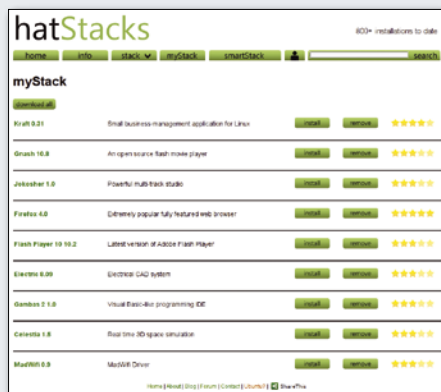 hatStacks
800+ installations to date
home info stack myStack smartStack search
myStack
download all
Kraft 0.31 Small business-management application for Linux install remove
Gnash 10.8 An open source flash movie player install remove
Jokosher 1.0 Powerful multi-track studio install remove
Firefox 4.0 Extremely popular fully featured web browser install remove
Flash Player 10 10.2 Latest version of Adobe Flash Player install remove
Electric 8.09 Electrical CAD system install remove
Gambas 2 1.0 Visual Basic-like programming IDE install remove
Celestia 1.5 Real time 3D space simulation install remove
MadWifi 0.9 MadWifi Driver install remove
Home | About | Blog | Forum | Contact | Ubuntu? | ShareThis